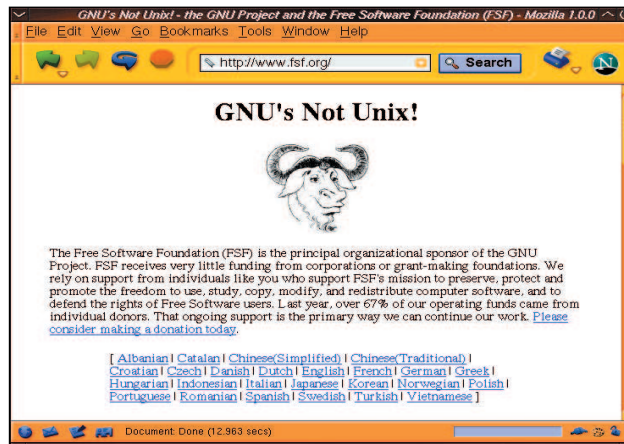 GNU's Not Unix! - the GNU Project and the Free Software Foundation (FSF) - Mozilla 1.0.0
File Edit View Go Bookmarks Tools Window Help
http://www.fsf.org/ Search N
GNU's Not Unix!
The Free Software Foundation (FSF) is the principal organizational sponsor of the GNU
Project. FSF receives very little funding from corporations or grant-making foundations. We
rely on support from individuals like you who support FSF's mission to preserve, protect and
promote the freedom to use, study, copy, modify, and redistribute computer software, and to
defend the rights of Free Software users. Last year, over 67% of our operating funds came from
individual donors. That ongoing support is the primary way we can continue our work. Please
consider making a donation today.
[ Albanian | Catalan | Chinese(Simplified) | Chinese(Traditional) |
Croatian | Czech | Danish | Dutch | English | French | German | Greek |
Hungarian | Indonesian | Italian | Japanese | Korean | Norwegian | Polish |
Portuguese | Romanian | Spanish | Swedish | Turkish | Vietnamese ]
Document: Done (12.963 secs)